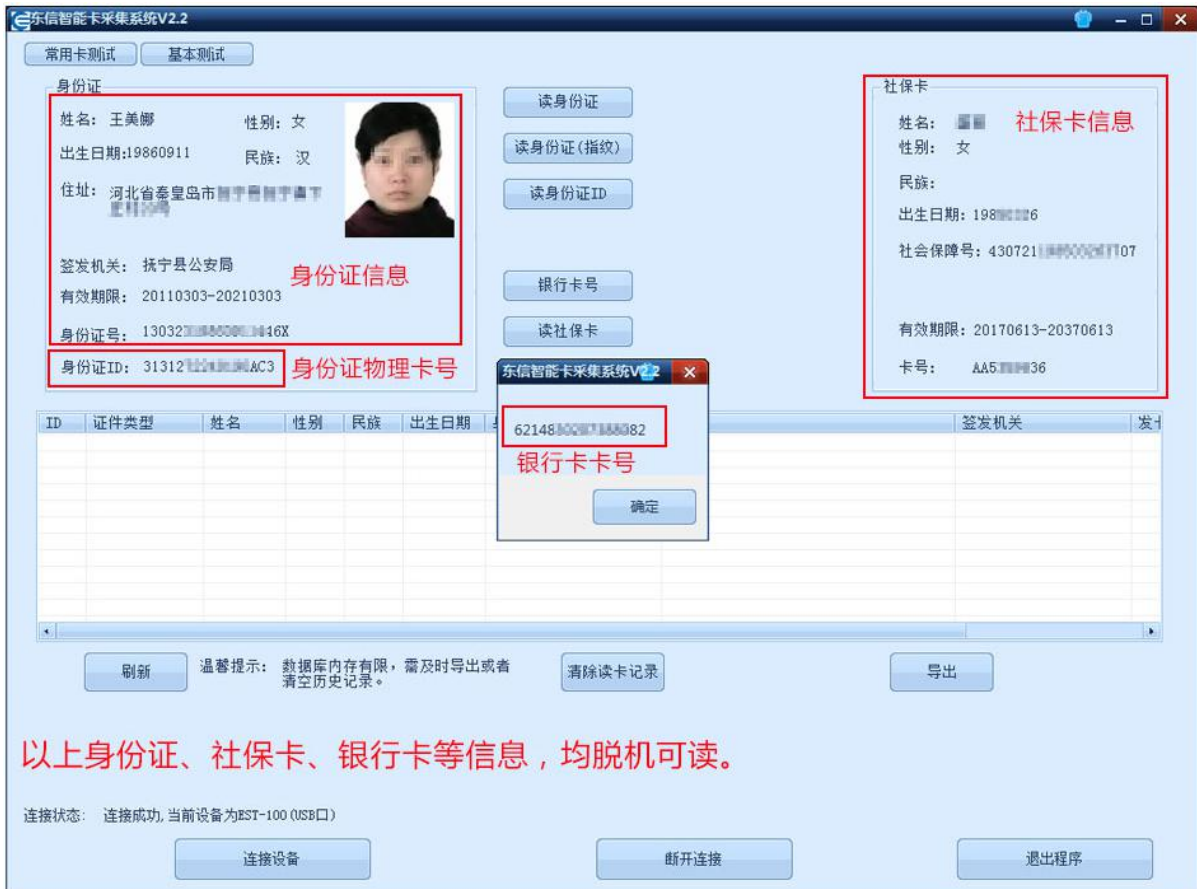 东信智能卡采集系统V2.2
常用卡测试 基本测试
身份证
姓名: 王美娜 性别: 女
出生日期:19860911 民族: 汉
住址: 河北省秦皇岛市
签发机关: 抚宁县公安局
有效期限: 20110303-20210303
身份证信息
身份证号: 130327 46X
身份证ID: 31312 AC3
身份证物理卡号
读身份证
读身份证(指纹)
读身份证ID
银行卡号
读社保卡
社保卡
姓名: 社保卡信息
性别: 女
民族:
出生日期: 198 26
社会保障号: 430721 07
有效期限: 20170613-20370613
卡号: AA5 36
ID 证件类型 姓名 性别 民族 出生日期 签发机关
东信智能卡采集系统V2.2
62148 82
银行卡卡号
确定
刷新
温馨提示: 数据库内存有限,需及时导出或者
清空历史记录。
清除读卡记录
导出
以上身份证、社保卡、银行卡等信息,均脱机可读。
连接状态: 连接成功,当前设备为EST-100(USB口)
连接设备 断开连接 退出程序